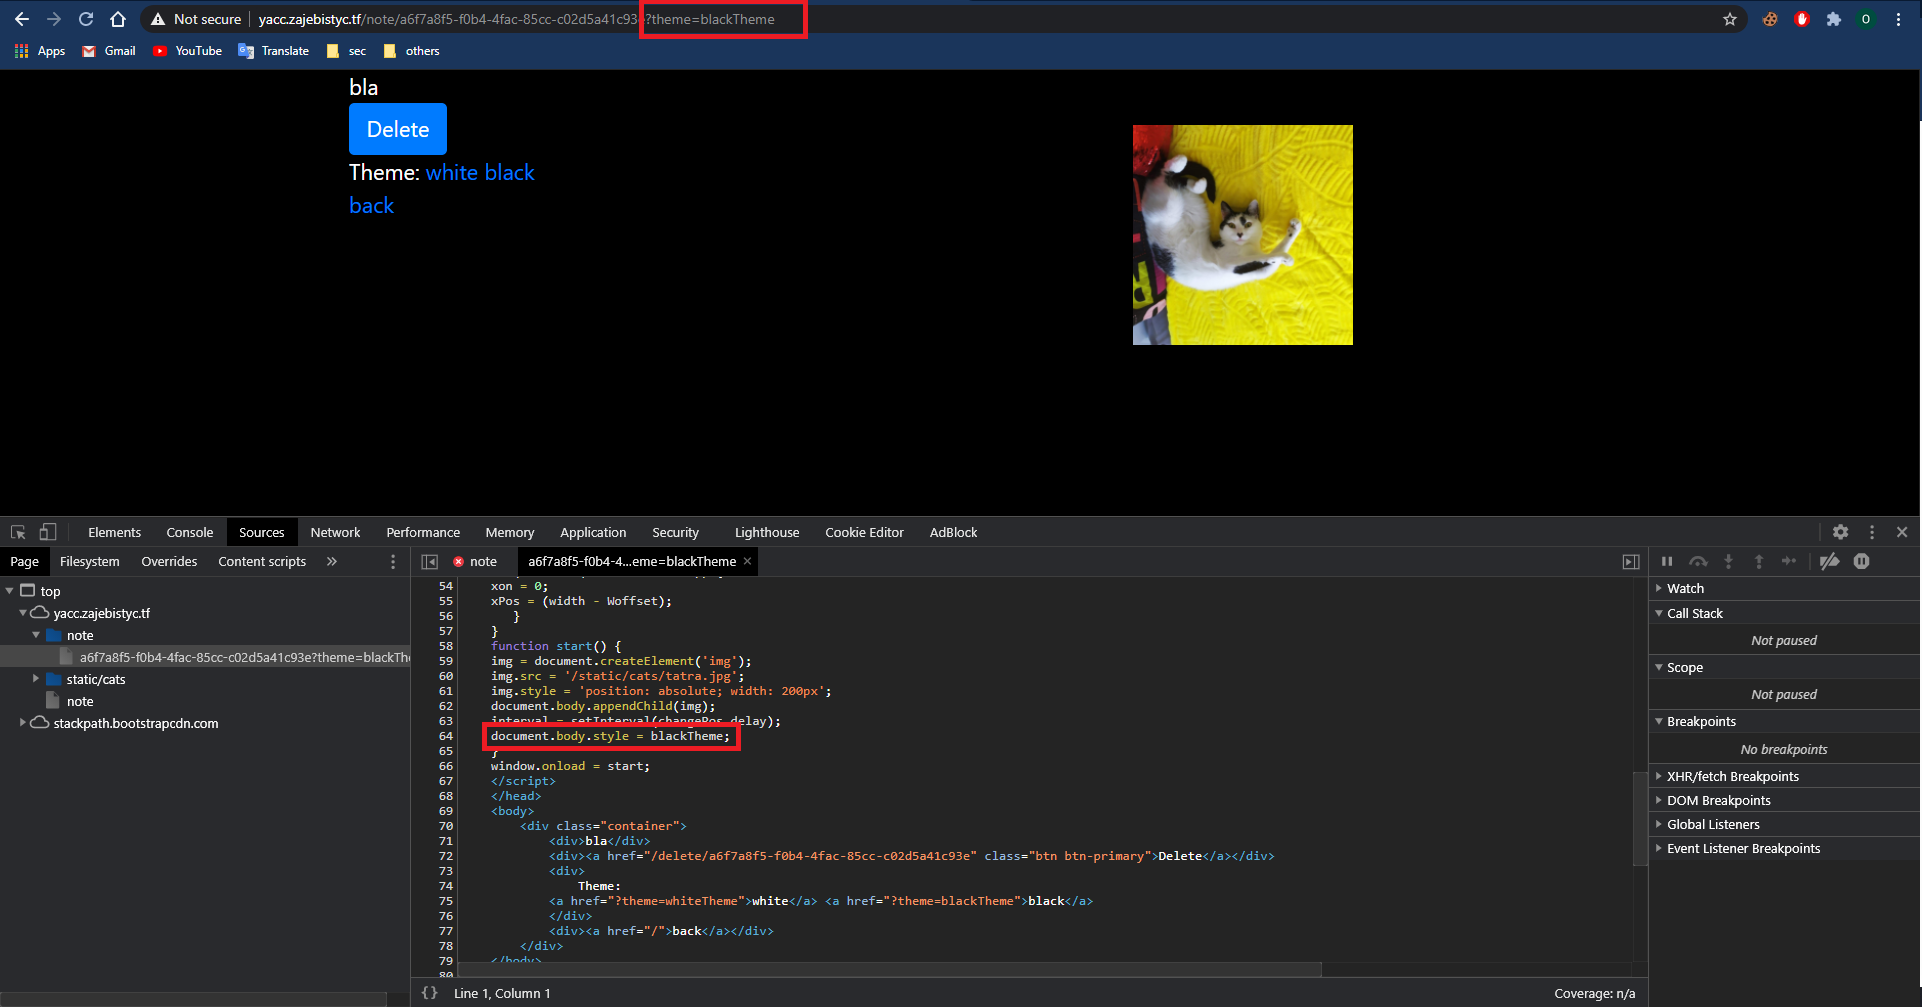 Not secure | yacc.zajebistyc.tf/note/a6f7a8f5-f0b4-4fac-85cc-c02d5a41c93e?theme=blackTheme
O
Apps Gmail YouTube Translate sec others
bla
Delete
Theme: white black
back
Elements Console Sources Network Performance Memory Application Security Lighthouse Cookie Editor AdBlock
Page Filesystem Overrides Content scripts »
note a6f7a8f5-f0b4-4...eme=blackTheme ×
top
yacc.zajebistyc.tf
note
a6f7a8f5-f0b4-4fac-85cc-c02d5a41c93e?theme=blackTh
static/cats
note
stackpath.bootstrapcdn.com
54 xon = 0;
55 xPos = (width - Woffset);
56 }
57 }
58 function start() {
59 img = document.createElement('img');
60 img.src = '/static/cats/tatra.jpg';
61 img.style = 'position: absolute; width: 200px';
62 document.body.appendChild(img);
63 interval = setInterval(changePos,delay);
64 document.body.style = blackTheme;
65 }
66 window.onload = start;
67 </script>
68 </head>
69 <body>
70 <div class="container">
71 <div>bla</div>
72 <div><a href="/delete/a6f7a8f5-f0b4-4fac-85cc-c02d5a41c93e" class="btn btn-primary">Delete</a></div>
73 <div>
74 Theme:
75 <a href="?theme=whiteTheme">white</a> <a href="?theme=blackTheme">black</a>
76 </div>
77 <div><a href="/">back</a></div>
78 </div>
79 </body>
80
{} Line 1, Column 1
Coverage: n/a
Watch
Call Stack
Not paused
Scope
Not paused
Breakpoints
No breakpoints
XHR/fetch Breakpoints
DOM Breakpoints
Global Listeners
Event Listener Breakpoints